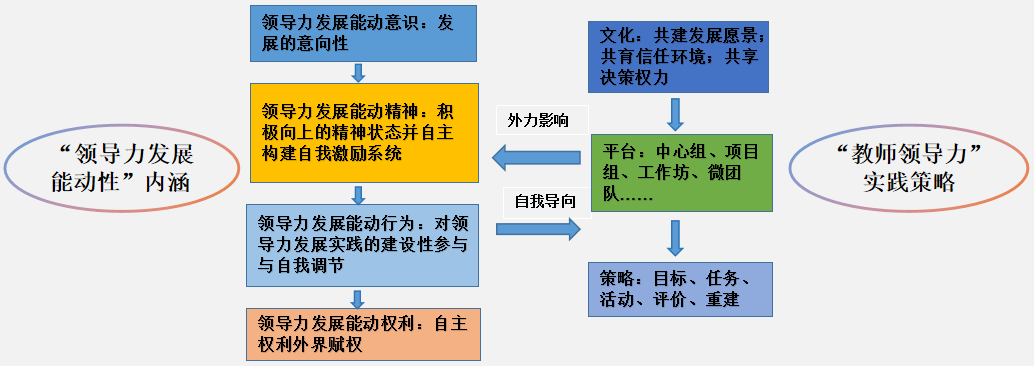 “领导力发展
能动性”内涵
领导力发展能动意识：发
展的意向性
领导力发展能动精神：积
极向上的精神状态并自主
构建自我激励系统
领导力发展能动行为：对
领导力发展实践的建设性参与
与自我调节
领导力发展能动权利：自主
权利外界赋权
外力影响
自我导向
文化：共建发展愿景；
共育信任环境；共享
决策权力
平台：中心组、项目
组、工作坊、微团
队……
策略：目标、任务、
活动、评价、重建
“教师领导力”
实践策略